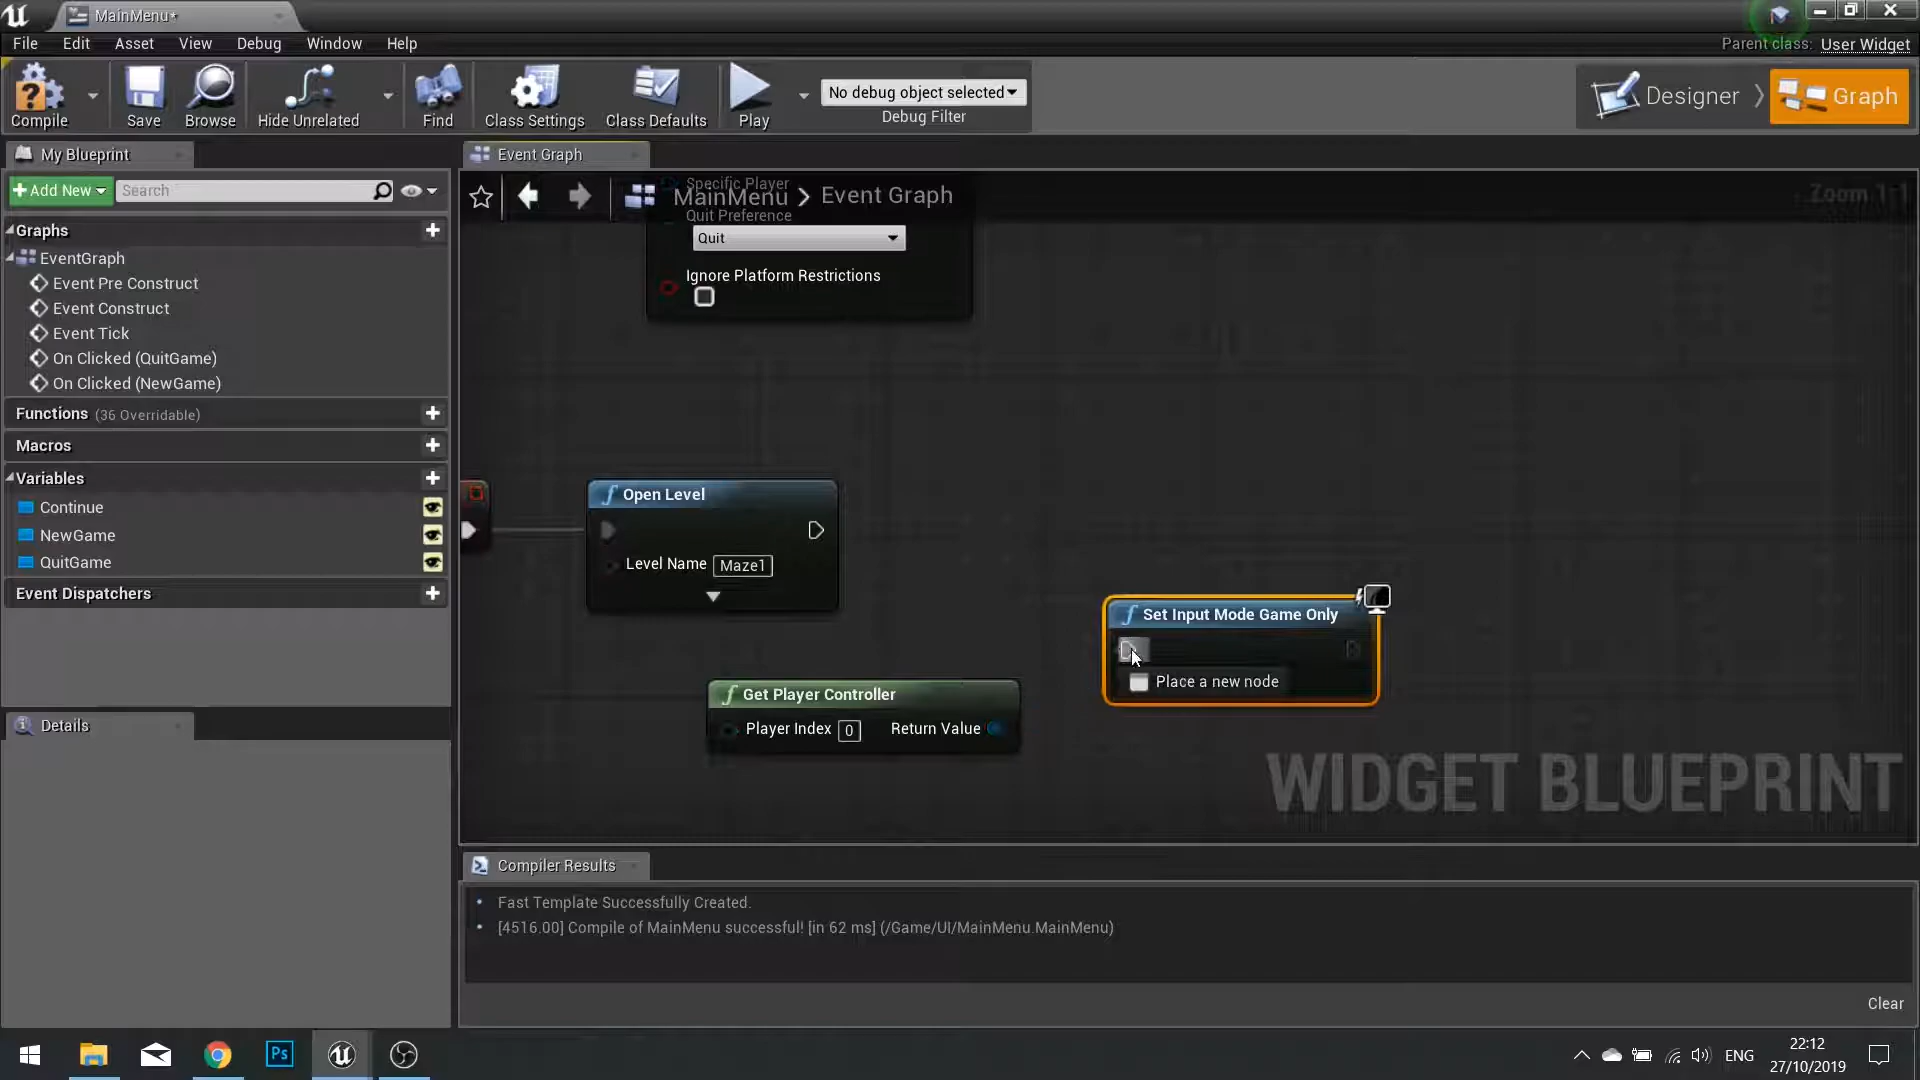 MainMenu*
File Edit Asset View Debug Window Help
Parent class: User Widget
Compile
Save
Browse
Hide Unrelated
Find
Class Settings
Class Defaults
Play
No debug object selected
Debug Filter
Designer
Graph
My Blueprint
Add New
Search
Graphs
EventGraph
Event Pre Construct
Event Construct
Event Tick
On Clicked (QuitGame)
On Clicked (NewGame)
Functions (36 Overridable)
Macros
Variables
Continue
NewGame
QuitGame
Event Dispatchers
Details
Event Graph
MainMenu > Event Graph
Zoom 1:1
Specific Player
Quit Preference
Quit
Ignore Platform Restrictions
Open Level
Level Name Maze1
Get Player Controller
Player Index 0 Return Value
Set Input Mode Game Only
Place a new node
WIDGET BLUEPRINT
Compiler Results
Fast Template Successfully Created.
[4516.00] Compile of MainMenu successful! [in 62 ms] (/Game/UI/MainMenu.MainMenu)
Clear
Ps
ENG
22:12
27/10/2019